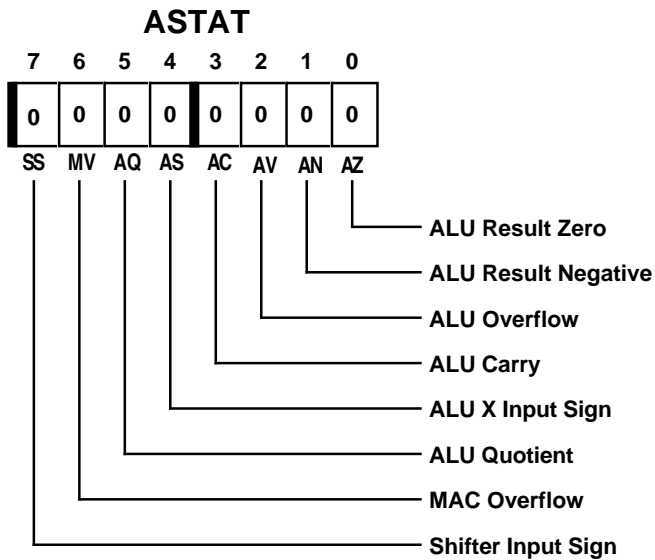 ASTAT
7 6 5 4 3 2 1 0
0 0 0 0 0 0 0 0
SS MV AQ AS AC AV AN AZ
ALU Result Zero
ALU Result Negative
ALU Overflow
ALU Carry
ALU X Input Sign
ALU Quotient
MAC Overflow
Shifter Input Sign